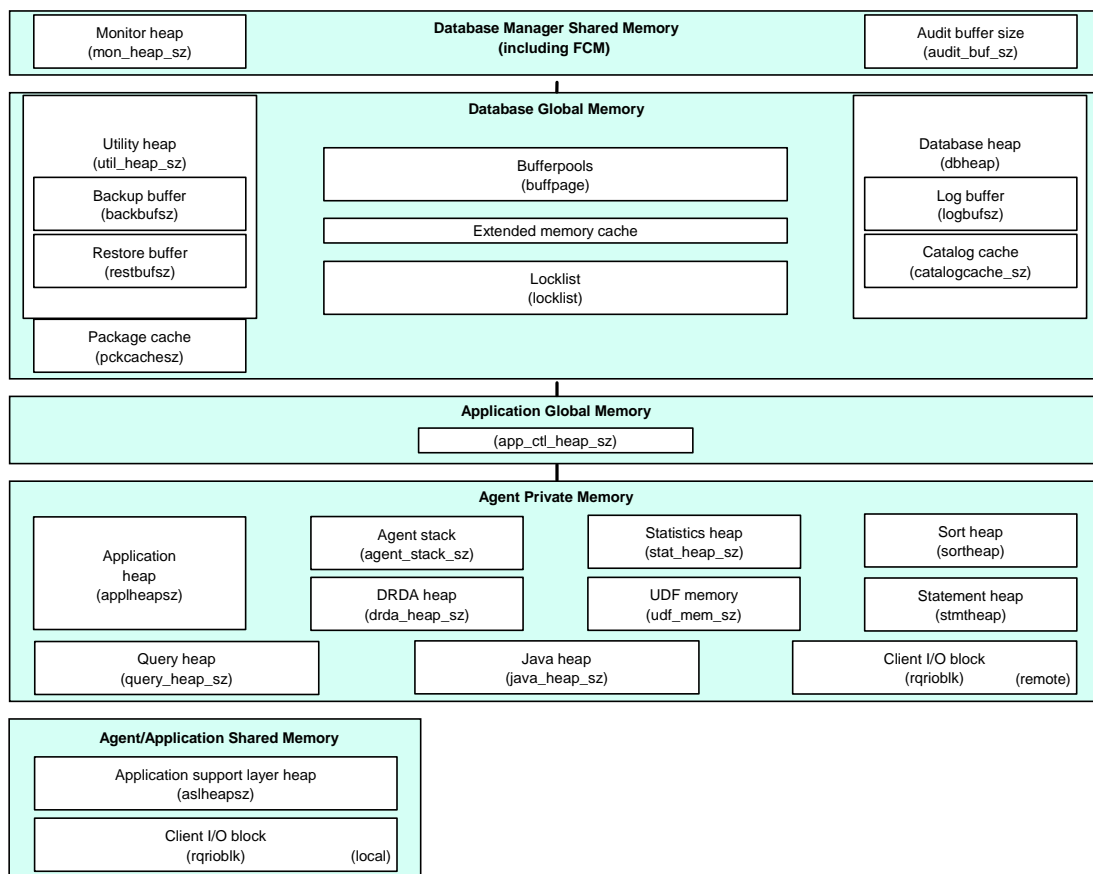 Database Manager Shared Memory
(including FCM)
Monitor heap
(mon_heap_sz)
Audit buffer size
(audit_buf_sz)
Database Global Memory
Utility heap
(util_heap_sz)
Backup buffer
(backbufsz)
Restore buffer
(restbufsz)
Package cache
(pckcachesz)
Bufferpools
(buffpage)
Extended memory cache
Locklist
(locklist)
Database heap
(dbheap)
Log buffer
(logbufsz)
Catalog cache
(catalogcache_sz)
Application Global Memory
(app_ctl_heap_sz)
Agent Private Memory
Application
heap
(applheapsz)
Agent stack
(agent_stack_sz)
Statistics heap
(stat_heap_sz)
Sort heap
(sortheap)
DRDA heap
(drda_heap_sz)
UDF memory
(udf_mem_sz)
Statement heap
(stmtheap)
Query heap
(query_heap_sz)
Java heap
(java_heap_sz)
Client I/O block
(rqrioblk) (remote)
Agent/Application Shared Memory
Application support layer heap
(aslheapsz)
Client I/O block
(rqrioblk) (local)